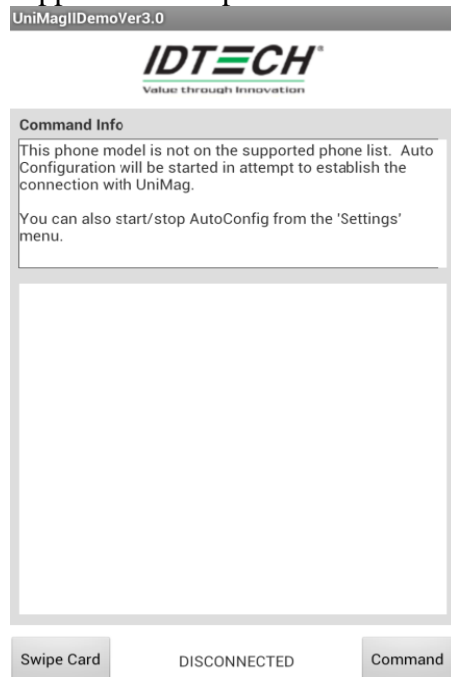 UniMagIIDemoVer3.0
IDTECH®
Value through Innovation
Command Info
This phone model is not on the supported phone list. Auto
Configuration will be started in attempt to establish the
connection with UniMag.
You can also start/stop AutoConfig from the 'Settings'
menu.
Swipe Card
DISCONNECTED
Command